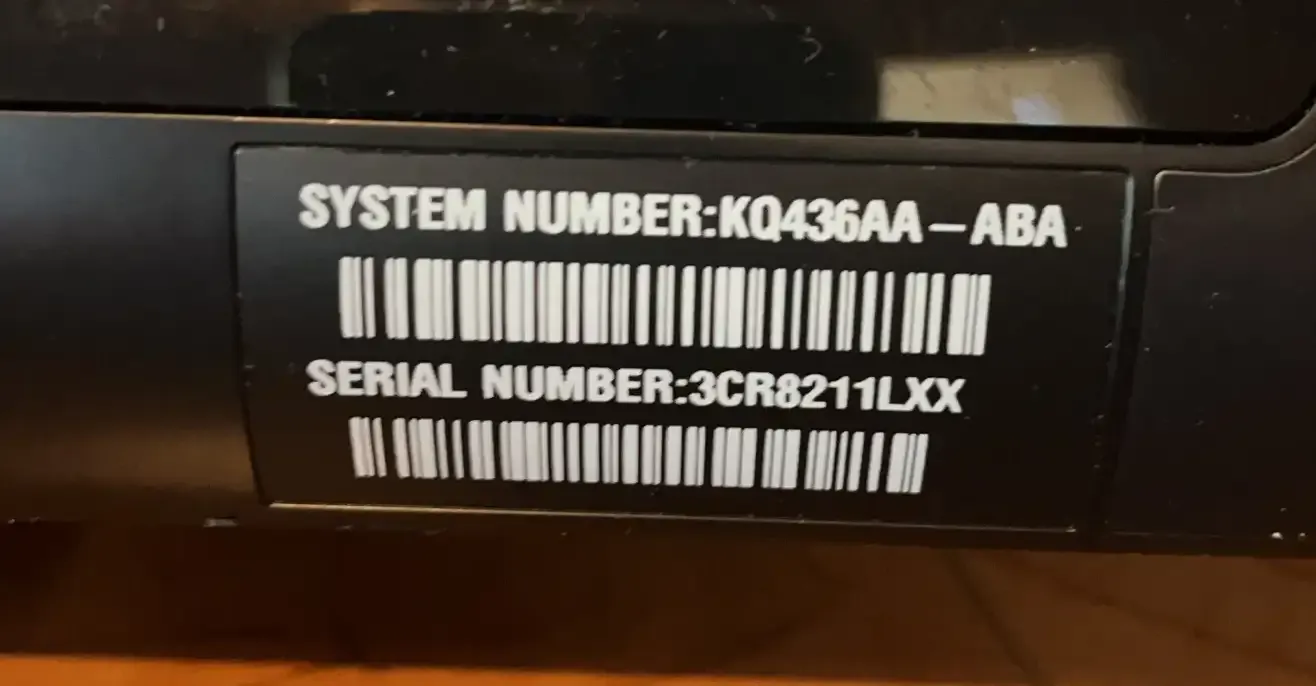 SYSTEM NUMBER:KQ436AA-ABA
SERIAL NUMBER:3CR8211LXX